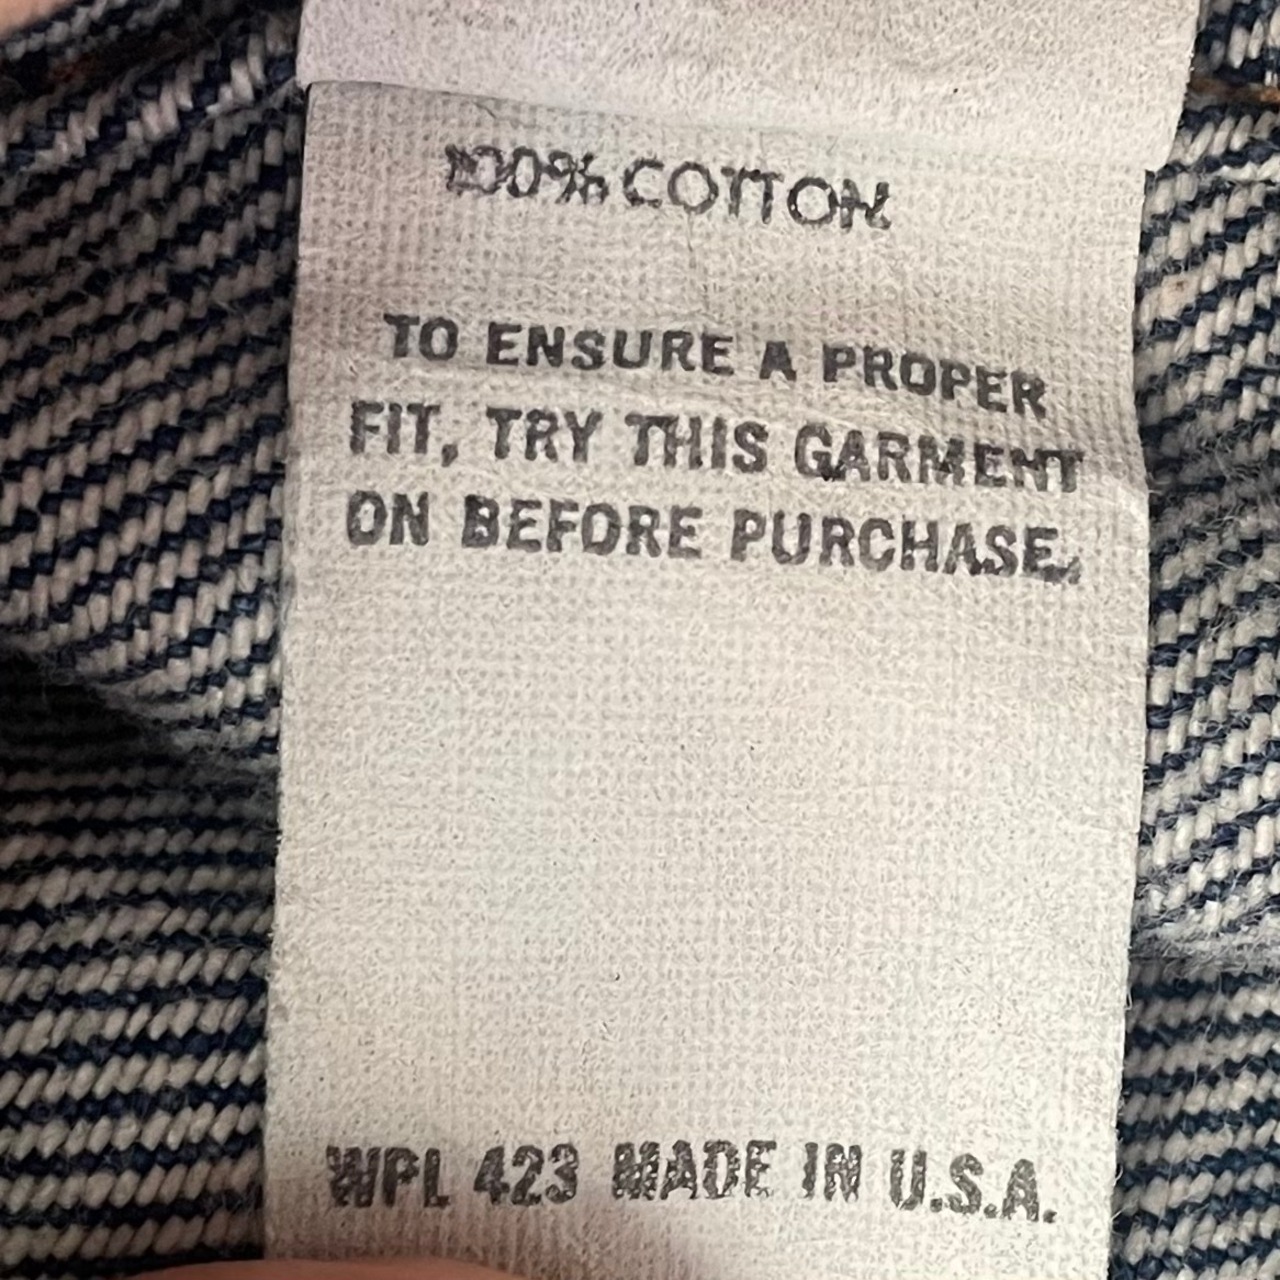 100% COTTON
TO ENSURE A PROPER
FIT, TRY THIS GARMENT
ON BEFORE PURCHASE.
WPL 423 MADE IN U.S.A.